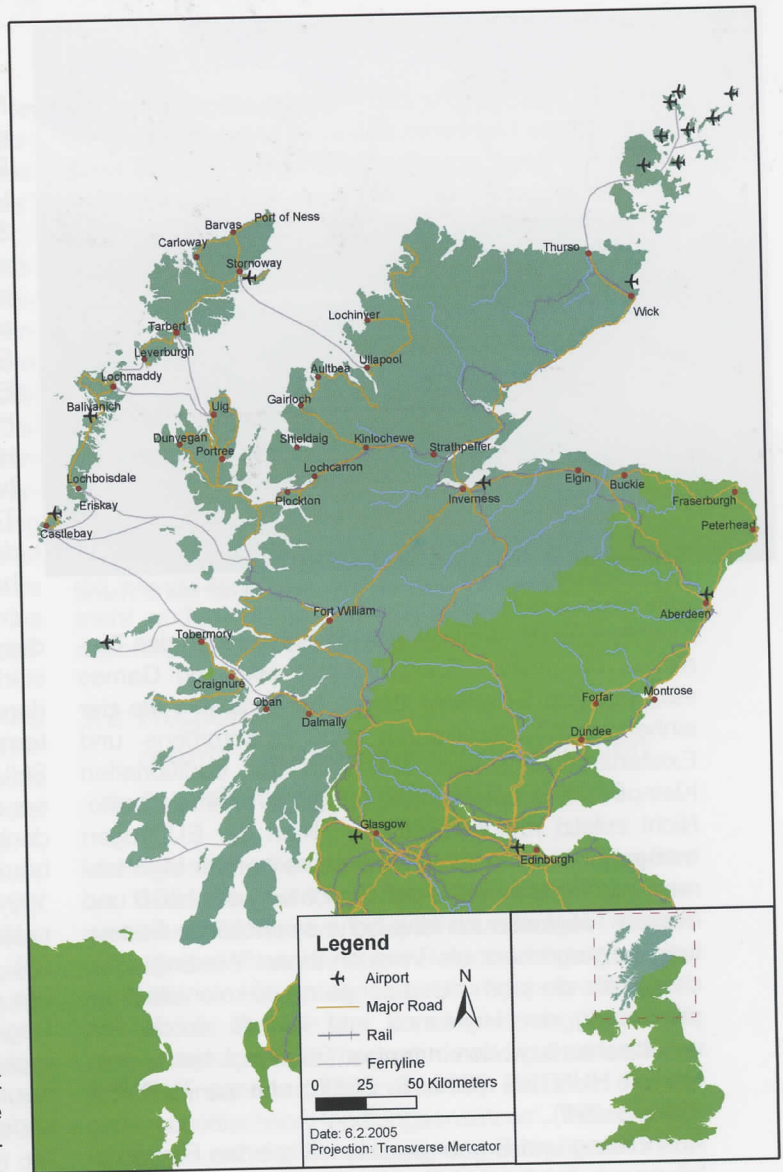 Port of Ness
Barvas
Carloway
Stornoway
Thurso
Wick
Lochinver
Tarbert
Leverburgh
Ullapool
Aultbea
Lochmaddy
Gairloch
Balivanich
Uig
Dunvegan
Shieldaig
Kinlochewe
Strathpeffer
Portree
Lochcarron
Elgin
Buckie
Lochboisdale
Plockton
Inverness
Fraserburgh
Eriskay
Peterhead
Castlebay
Aberdeen
Fort William
Tobermory
Craignure
Forfar
Montrose
Oban
Dalmally
Dundee
Glasgow
Edinburgh
Legend
Airport
N
Major Road
Rail
Ferryline
0 25 50 Kilometers
Date: 6.2.2005
Projection: Transverse Mercator